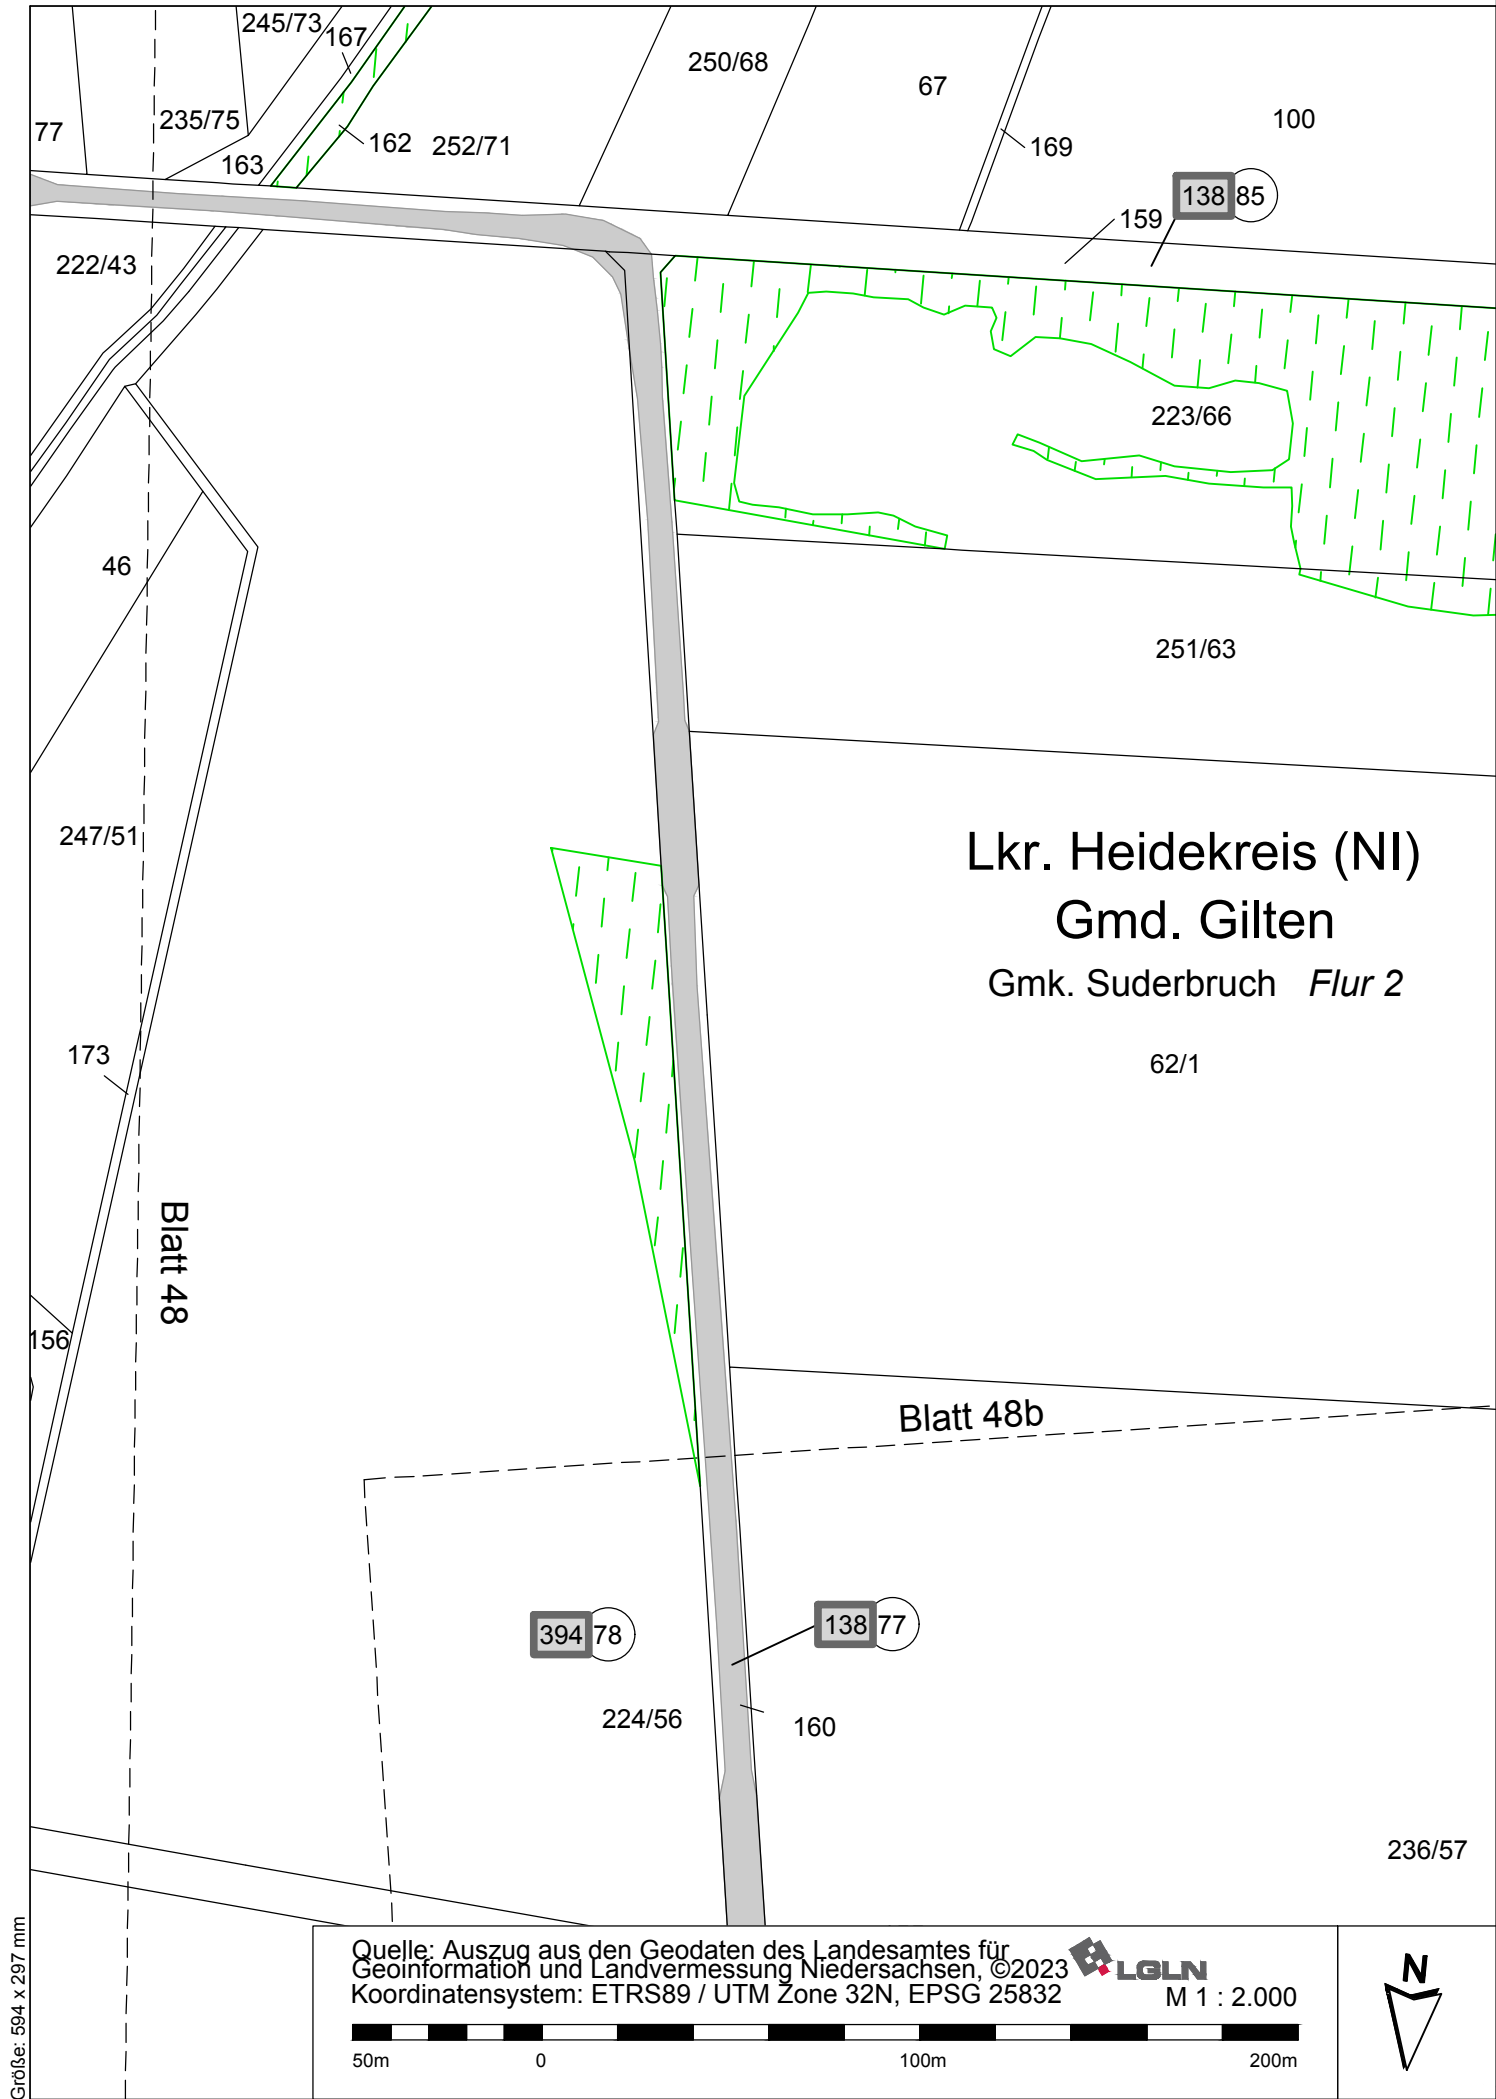 245/73
167
250/68
67
100
77
235/75
162
252/71
169
163
138 85
159
222/43
223/66
46
251/63
247/51
Lkr. Heidekreis (NI)
Gmd. Gilten
Gmk. Suderbruch Flur 2
62/1
173
Blatt 48
156
Blatt 48b
394 78
138 77
224/56
160
236/57
Größe: 594 x 297 mm
Quelle: Auszug aus den Geodaten des Landesamtes für
Geoinformation und Landvermessung Niedersachsen, ©2023
LGLN
Koordinatensystem: ETRS89 / UTM Zone 32N, EPSG 25832
M 1 : 2.000
50m 0 100m 200m
N